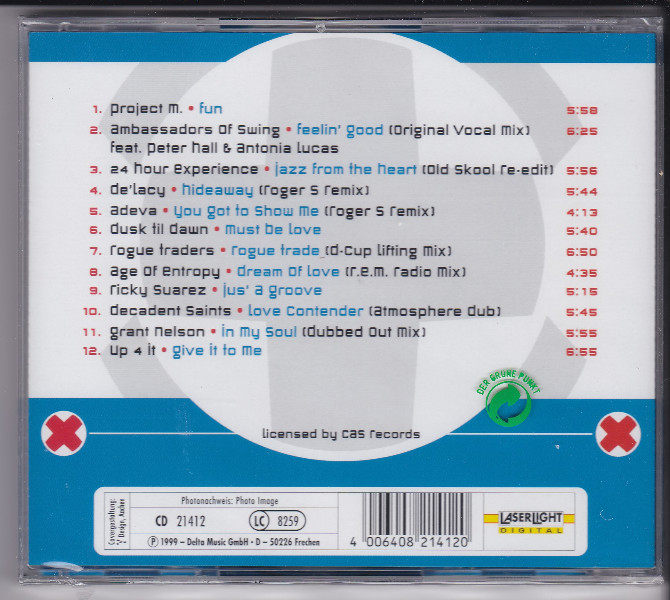 1. Project M. • fun 5:58
2. Ambassadors Of Swing • feelin' good (Original Vocal Mix) 6:25
feat. Peter Hall & Antonia Lucas
3. 24 Hour Experience • Jazz from the Heart (Old Skool Re-edit) 5:56
4. De'lacy • Hideaway (Roger S Remix) 5:44
5. Adeva • You Got to Show Me (Roger S Remix) 4:13
6. Dusk til Dawn • Must be love 5:40
7. Rogue traders • Rogue trade (D-Cup lifting Mix) 6:50
8. Age Of Entropy • Dream Of love (R.E.M. Radio Mix) 4:35
9. Ricky Suarez • Jus' a groove 5:15
10. Decadent Saints • Love Contender (Atmosphere Dub) 5:45
11. Grant Nelson • In My Soul (Dubbed Out Mix) 5:55
12. Up 4 it • give it to Me 6:55
DER GRÜNE PUNKT
licensed by CAS Records
Covergestaltung:
Design, Aachen
Photonachweis: Photo Image
CD 21412 LC 8259
℗ 1999 – Delta Music GmbH • D – 50226 Frechen
4 006408 214120
LASERLIGHT
DIGITAL